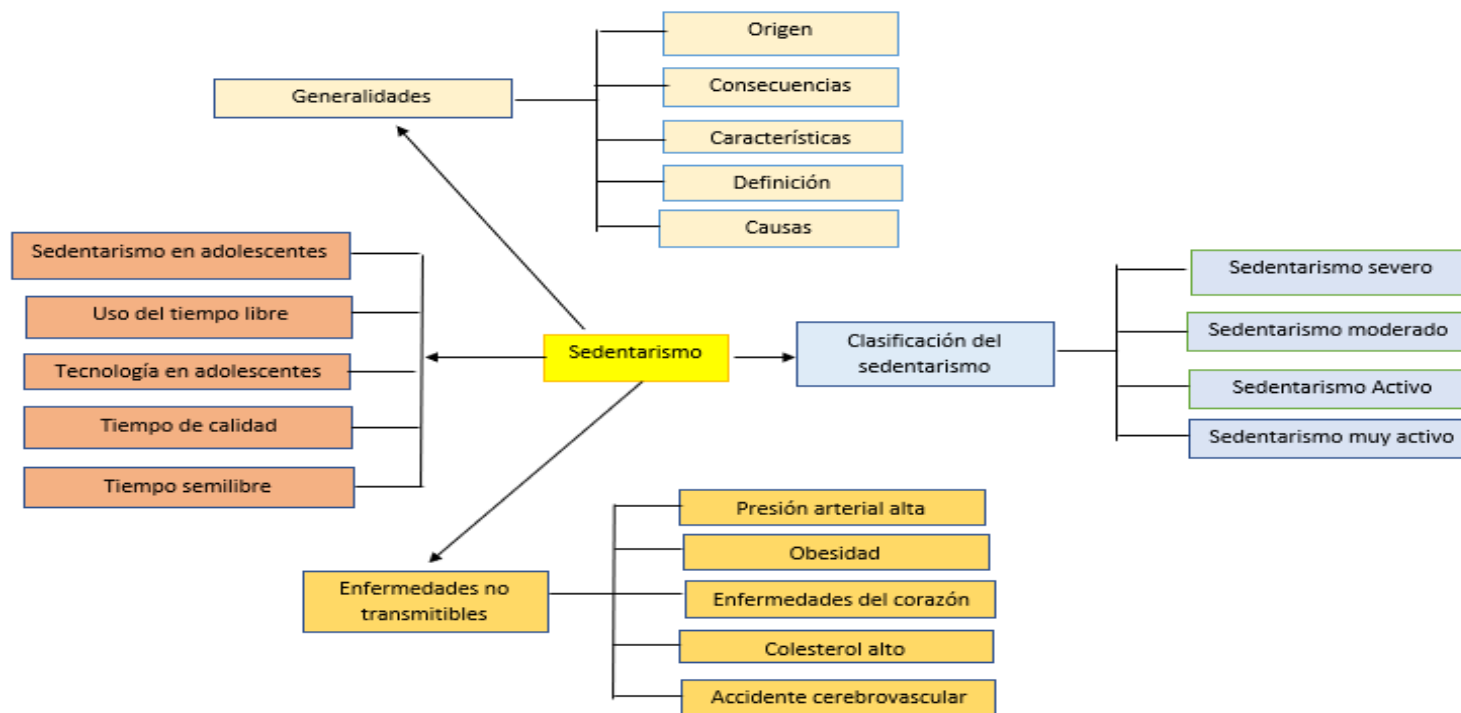 Origen
Generalidades
Consecuencias
Característícas
Definición
Causas
Sedentarismo en adolescentes
Uso del tiempo libre
Tecnología en adolescentes
Tiempo de calidad
Tiempo semilibre
Sedentarismo
Clasificación del
sedentarismo
Sedentarismo severo
Sedentarismo moderado
Sedentarismo Activo
Sedentarismo muy activo
Enfermedades no
transmitibles
Presión arterial alta
Obesidad
Enfermedades del corazón
Colesterol alto
Accidente cerebrovascular